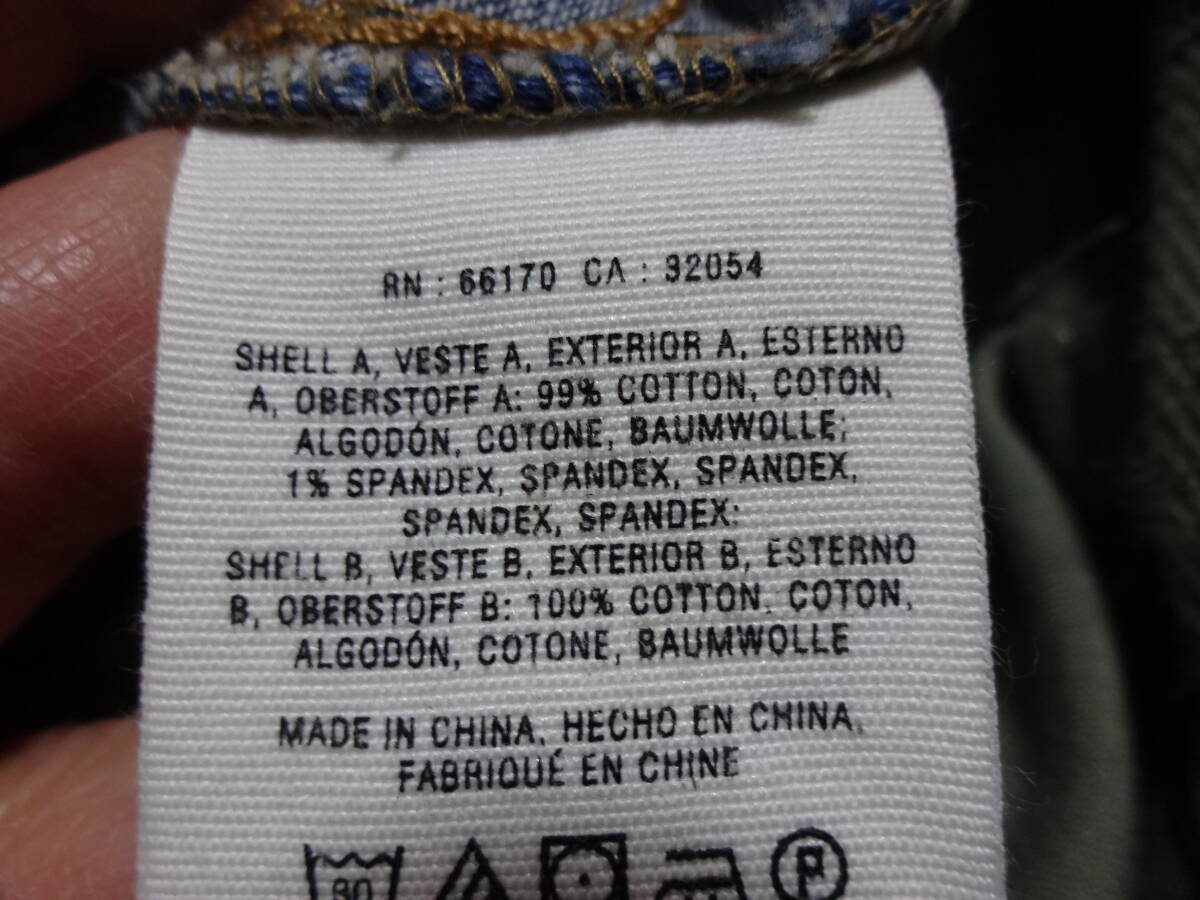 RN : 66170 CA : 32054
SHELL A, VESTE A, EXTERIOR A, ESTERNO
A, OBERSTOFF A: 99% COTTON, COTON,
ALGODÓN, COTONE, BAUMWOLLE;
1% SPANDEX, SPANDEX, SPANDEX,
SPANDEX, SPANDEX:
SHELL B, VESTE B, EXTERIOR B, ESTERNO
B, OBERSTOFF B: 100% COTTON, COTON,
ALGODÓN, COTONE, BAUMWOLLE
MADE IN CHINA, HECHO EN CHINA,
FABRIQUÉ EN CHINE
P